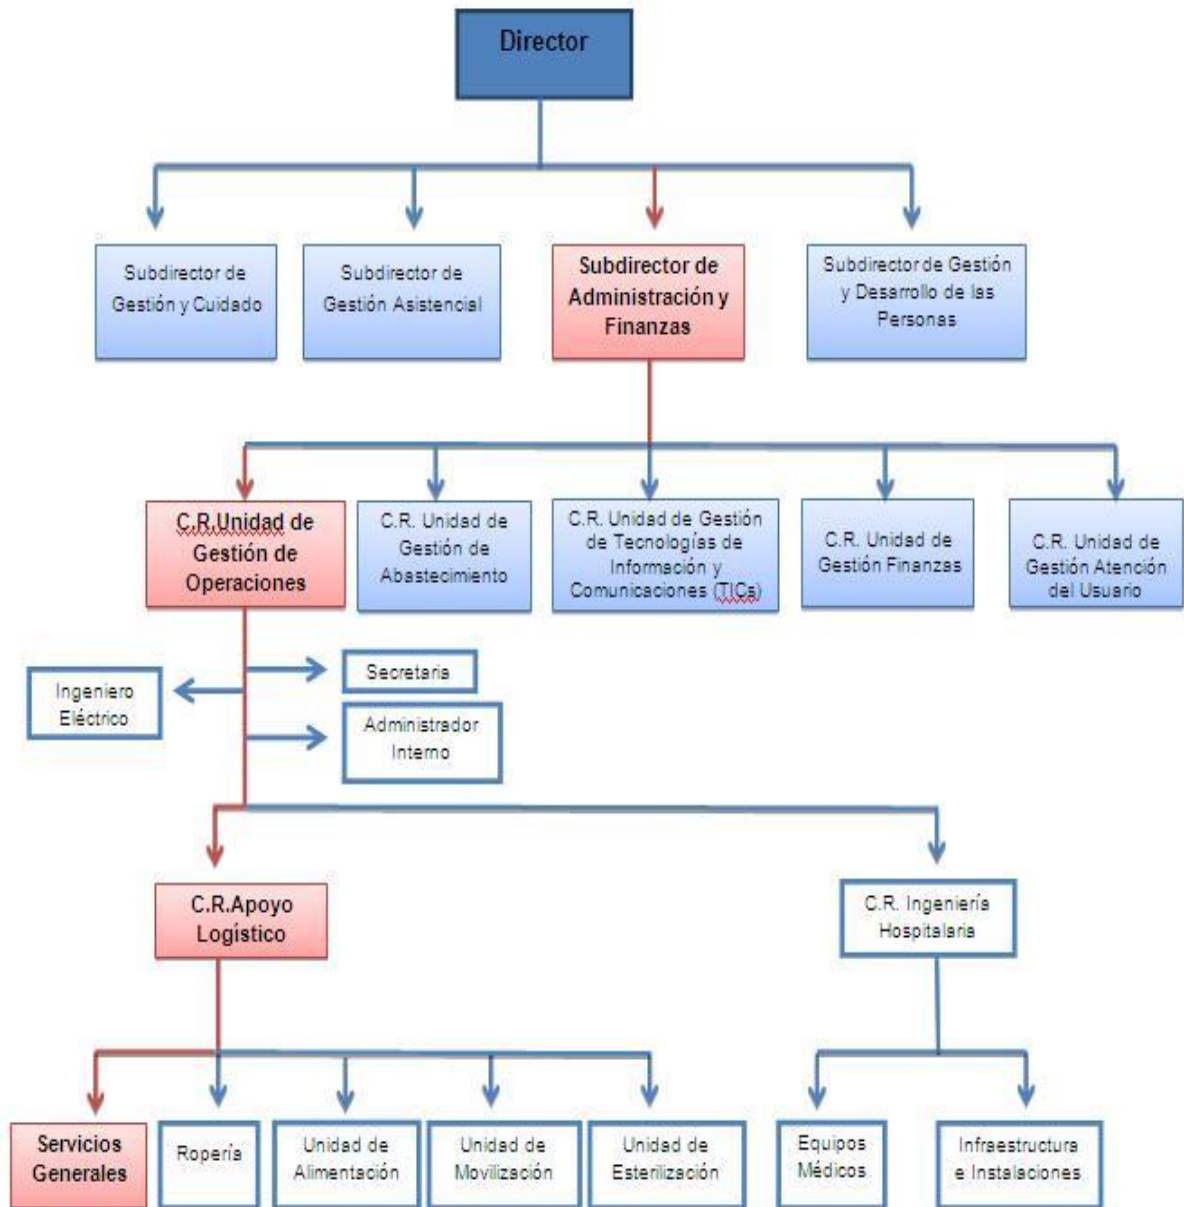 Director
Subdirector de
Gestión y Cuidado
Subdirector de
Gestión Asistencial
Subdirector de
Administración y
Finanzas
Subdirector de Gestión
y Desarrollo de las
Personas
C.R.Unidad de
Gestión de
Operaciones
C.R. Unidad de
Gestión de
Abastecimiento
C.R. Unidad de Gestión
de Tecnologías de
Información y
Comunicaciones (TICs)
C.R. Unidad de
Gestión Finanzas
C.R. Unidad de
Gestión Atención
del Usuario
Ingeniero
Eléctrico
Secretaria
Administrador
Interno
C.R.Apoyo
Logístico
C.R. Ingeniería
Hospitalaria
Servicios
Generales
Ropería
Unidad de
Alimentación
Unidad de
Movilización
Unidad de
Esterilización
Equipos
Médicos
Infraestructura
e Instalaciones